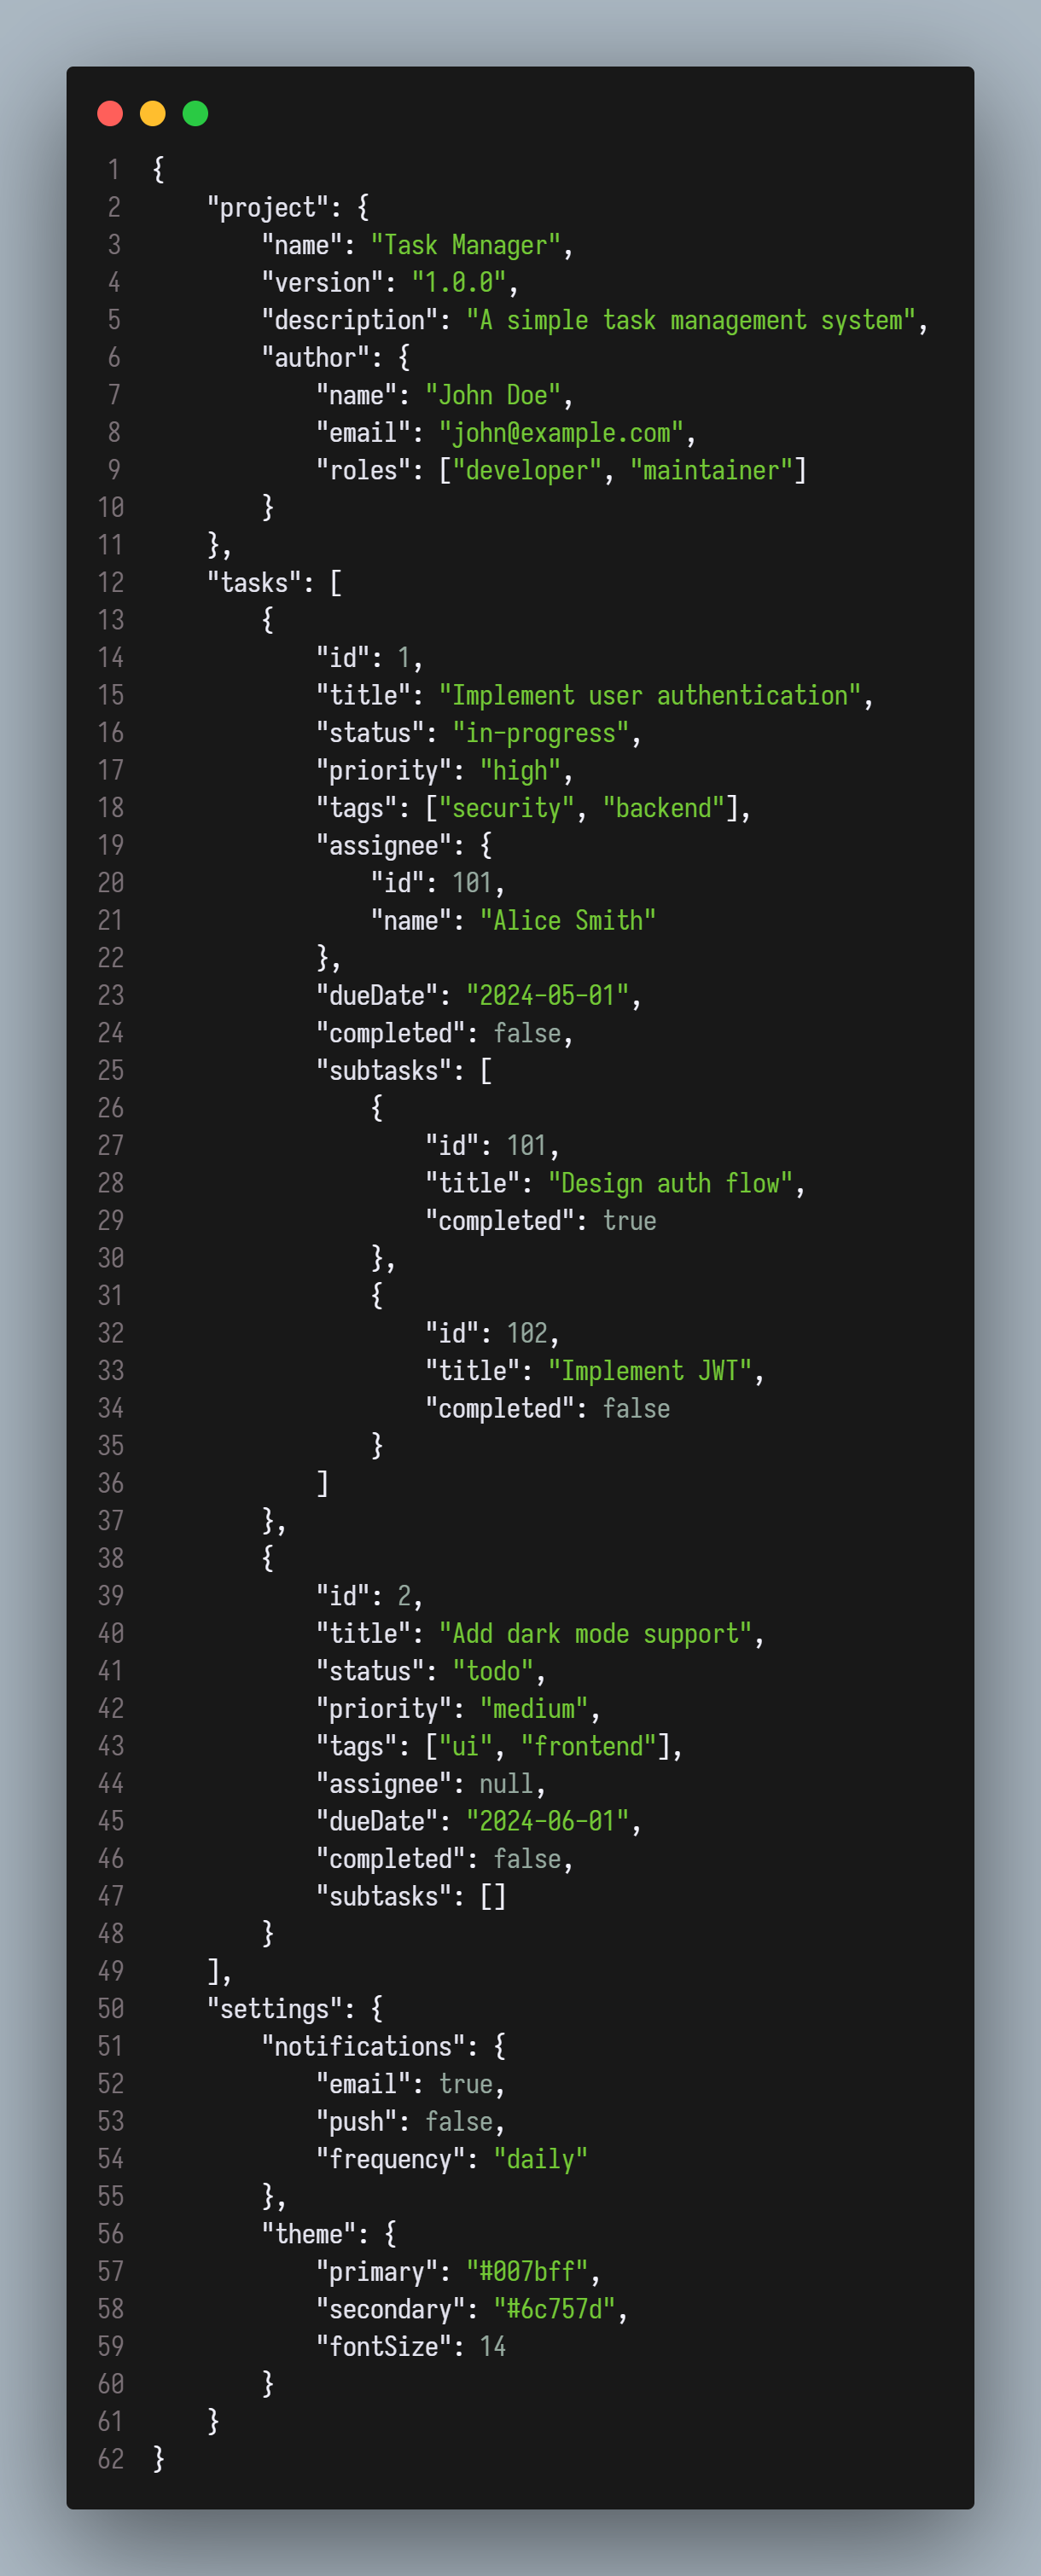 1 {
2     "project": {
3         "name": "Task Manager",
4         "version": "1.0.0",
5         "description": "A simple task management system",
6         "author": {
7             "name": "John Doe",
8             "email": "john@example.com",
9             "roles": ["developer", "maintainer"]
10         }
11     },
12     "tasks": [
13         {
14             "id": 1,
15             "title": "Implement user authentication",
16             "status": "in-progress",
17             "priority": "high",
18             "tags": ["security", "backend"],
19             "assignee": {
20                 "id": 101,
21                 "name": "Alice Smith"
22             },
23             "dueDate": "2024-05-01",
24             "completed": false,
25             "subtasks": [
26                 {
27                     "id": 101,
28                     "title": "Design auth flow",
29                     "completed": true
30                 },
31                 {
32                     "id": 102,
33                     "title": "Implement JWT",
34                     "completed": false
35                 }
36             ]
37         },
38         {
39             "id": 2,
40             "title": "Add dark mode support",
41             "status": "todo",
42             "priority": "medium",
43             "tags": ["ui", "frontend"],
44             "assignee": null,
45             "dueDate": "2024-06-01",
46             "completed": false,
47             "subtasks": []
48         }
49     ],
50     "settings": {
51         "notifications": {
52             "email": true,
53             "push": false,
54             "frequency": "daily"
55         },
56         "theme": {
57             "primary": "#007bff",
58             "secondary": "#6c757d",
59             "fontSize": 14
60         }
61     }
62 }